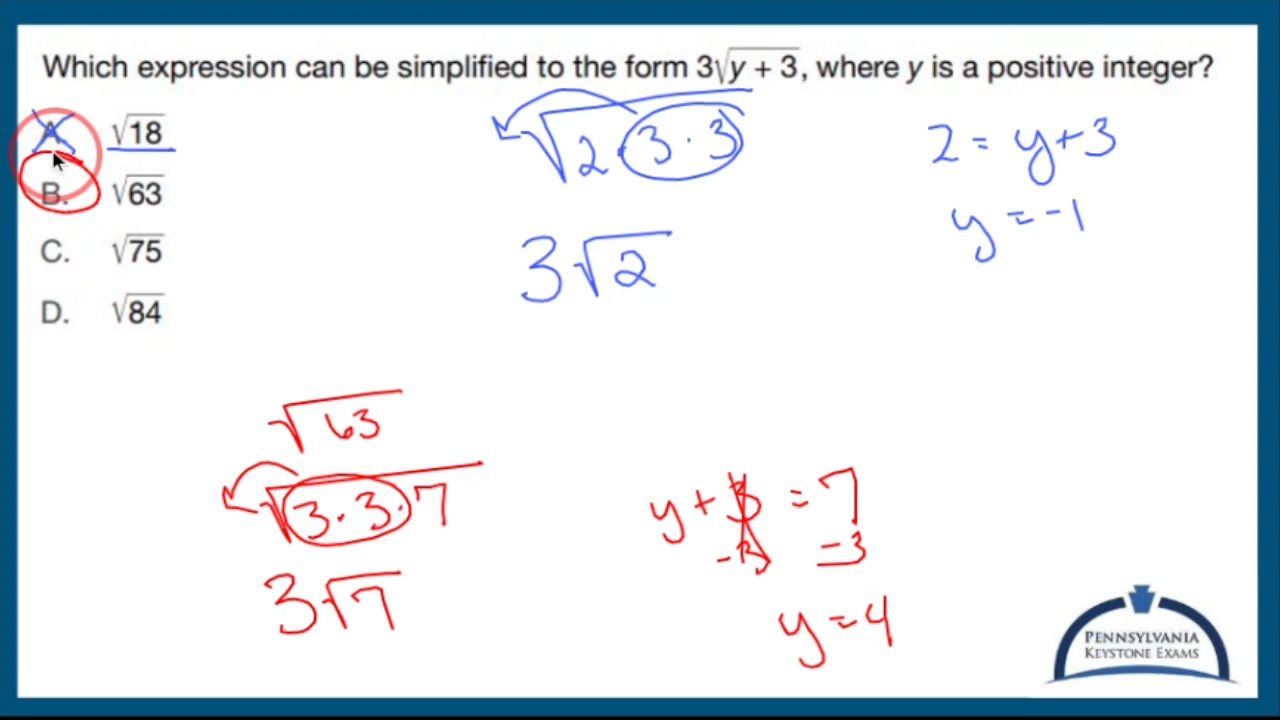 Which expression can be simplified to the form 3√(y + 3), where y is a positive integer?
A. √18
B. √63
C. √75
D. √84
√(2 · 3 · 3)
3√2
2 = y + 3
y = -1
√63
√(3 · 3 · 7)
3√7
y + 3 = 7
-3 -3
y = 4
PENNSYLVANIA
KEYSTONE EXAMS